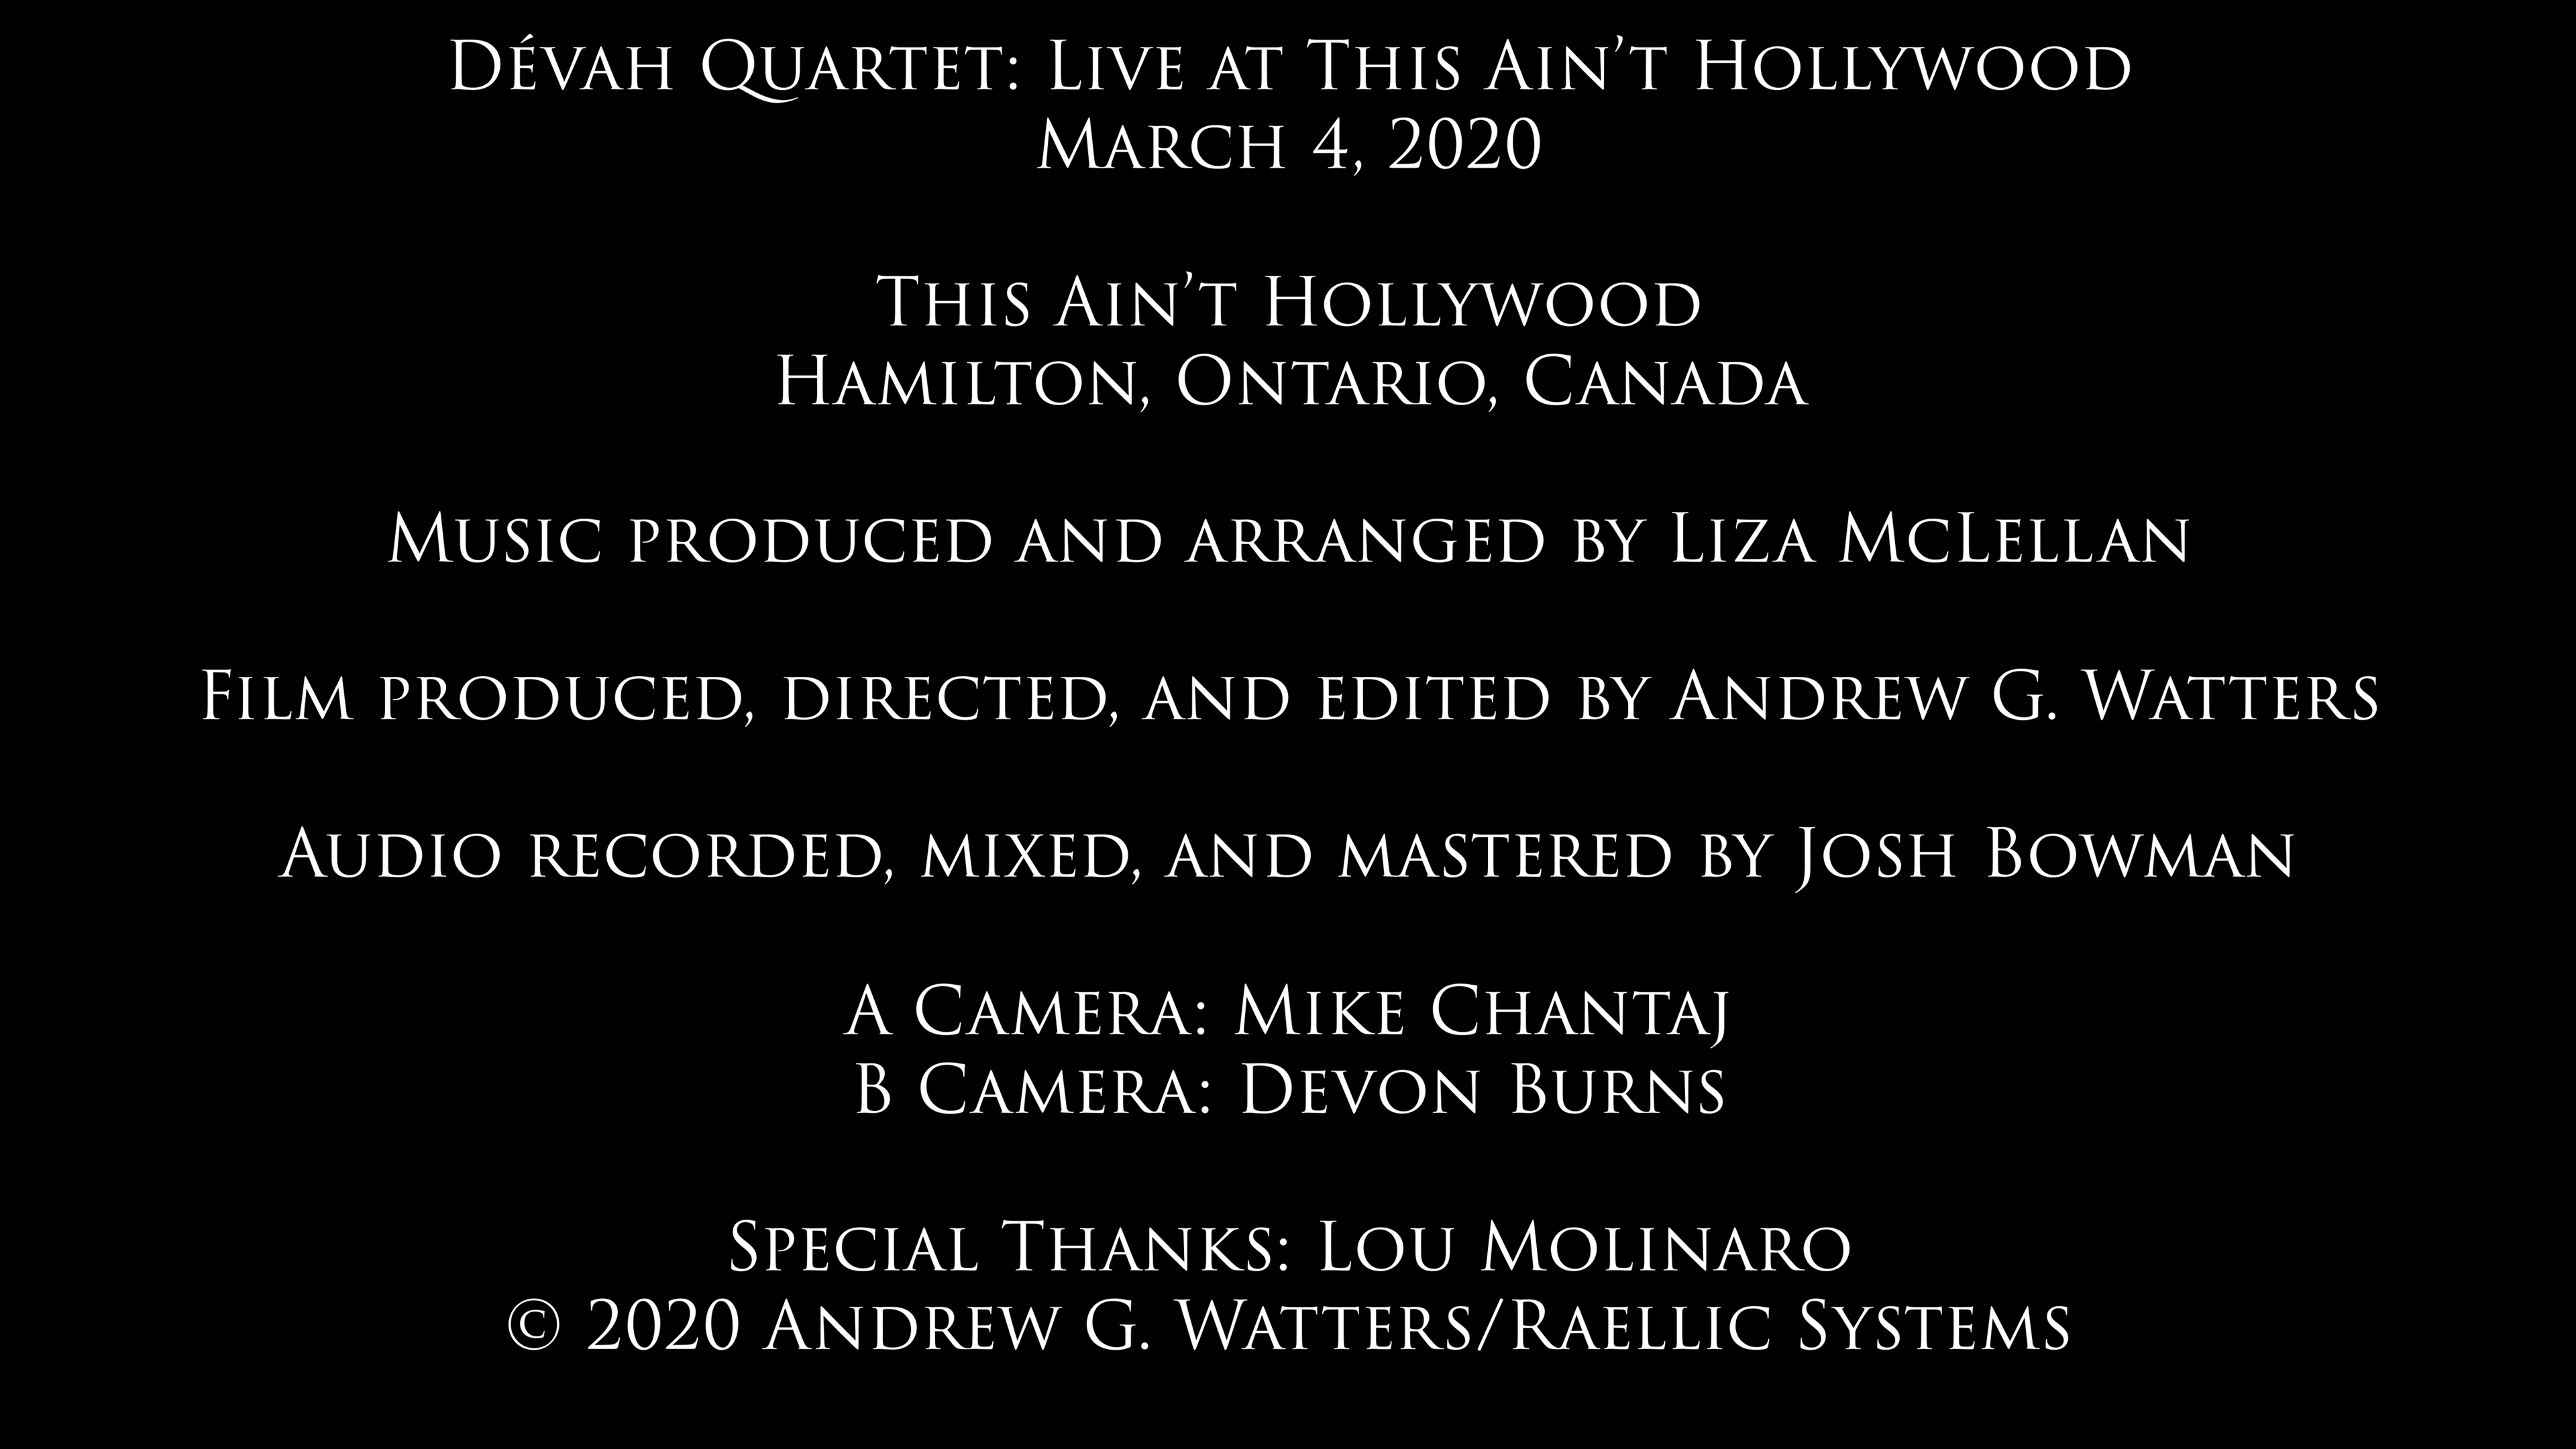 Dévah Quartet: Live at This Ain’t Hollywood
March 4, 2020
This Ain’t Hollywood
Hamilton, Ontario, Canada
Music produced and arranged by Liza McLellan
Film produced, directed, and edited by Andrew G. Watters
Audio recorded, mixed, and mastered by Josh Bowman
A Camera: Mike Chantaj
B Camera: Devon Burns
Special Thanks: Lou Molinaro
© 2020 Andrew G. Watters/Raellic Systems